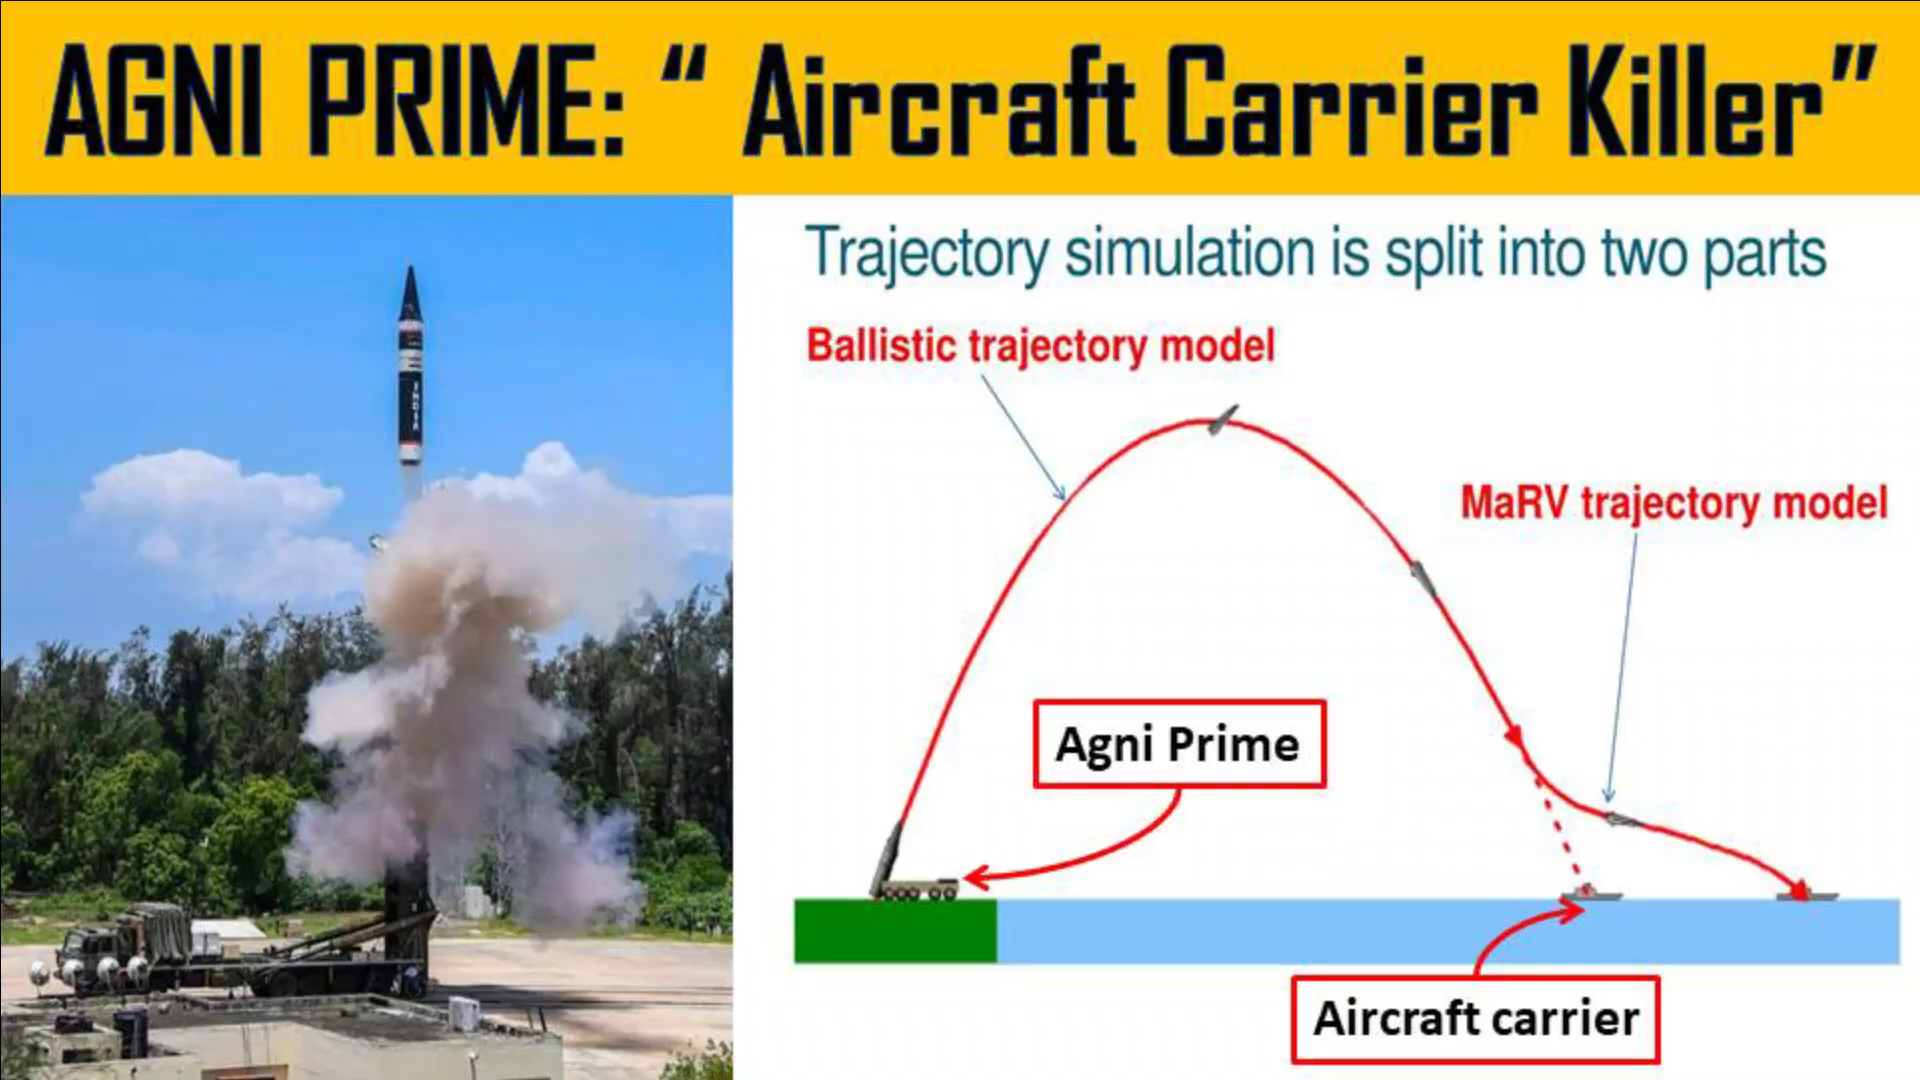 AGNI PRIME: “ Aircraft Carrier Killer”
Trajectory simulation is split into two parts
Ballistic trajectory model
MaRV trajectory model
Agni Prime
Aircraft carrier
INDIA